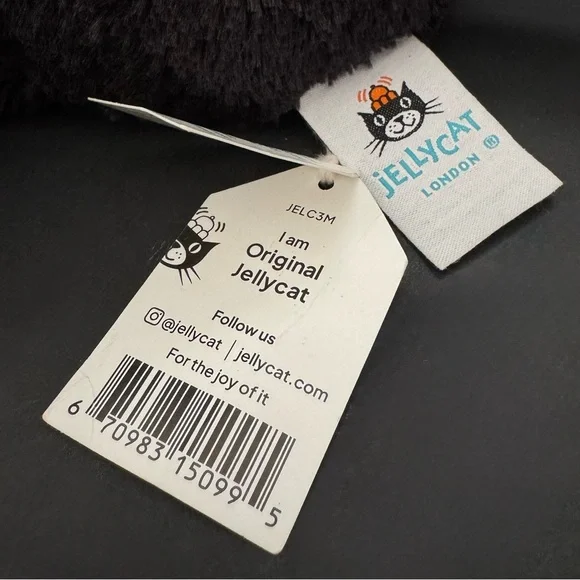 jELLYCAT
LONDON ®
JELC3M
I am
Original
Jellycat
Follow us
@jellycat | jellycat.com
For the joy of it
6 70983 15099 5